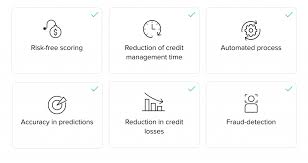 Risk-free scoring
Reduction of credit
management time
Automated process
Accuracy in predictions
Reduction in credit
losses
Fraud-detection